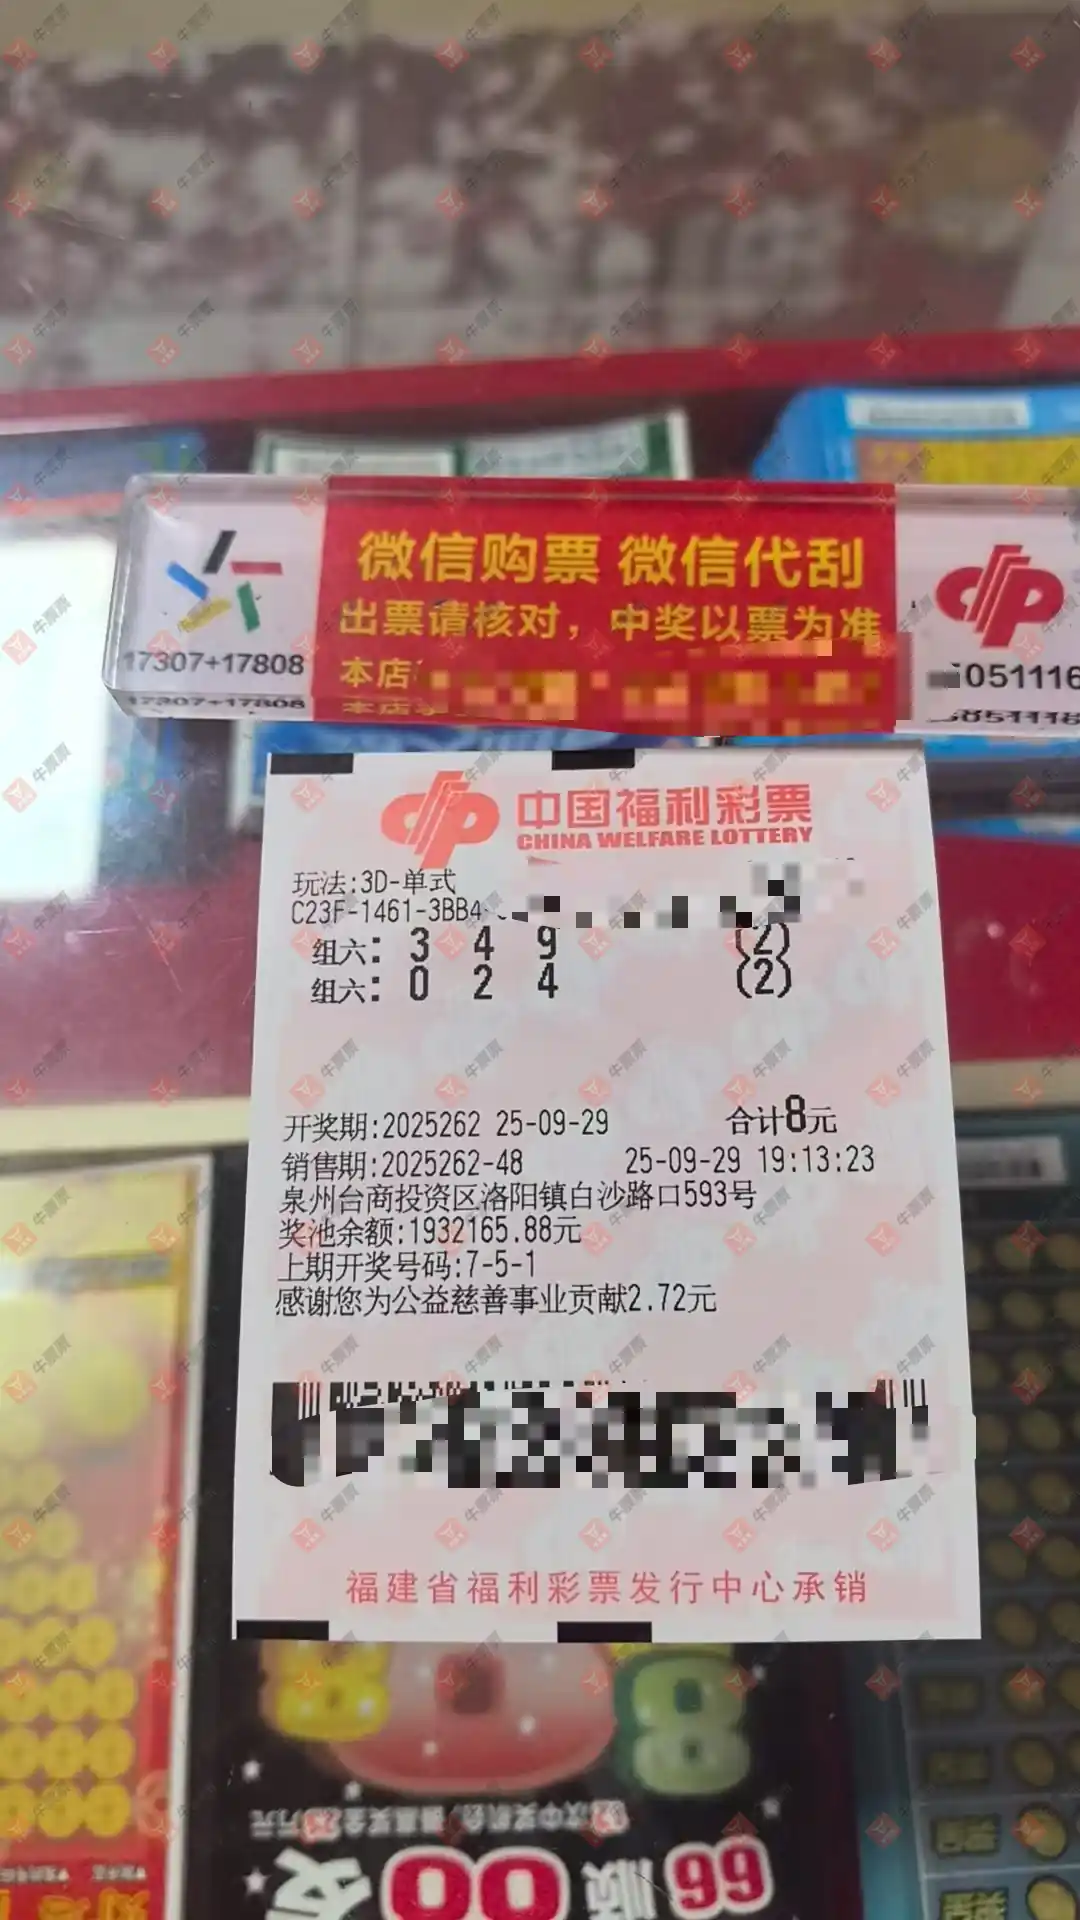 微信购票 微信代刮
出票请核对，中奖以票为准
本店
17307+17808
051116
中国福利彩票
CHINA WELFARE LOTTERY
玩法:3D-单式
C23F-1461-3BB4-
组六: 3 4 9 (2)
组六: 0 2 4 (2)
开奖期:2025262 25-09-29 合计8元
销售期:2025262-48 25-09-29 19:13:23
泉州台商投资区洛阳镇白沙路口593号
奖池余额:1932165.88元
上期开奖号码:7-5-1
感谢您为公益慈善事业贡献2.72元
福建省福利彩票发行中心承销
牛票票